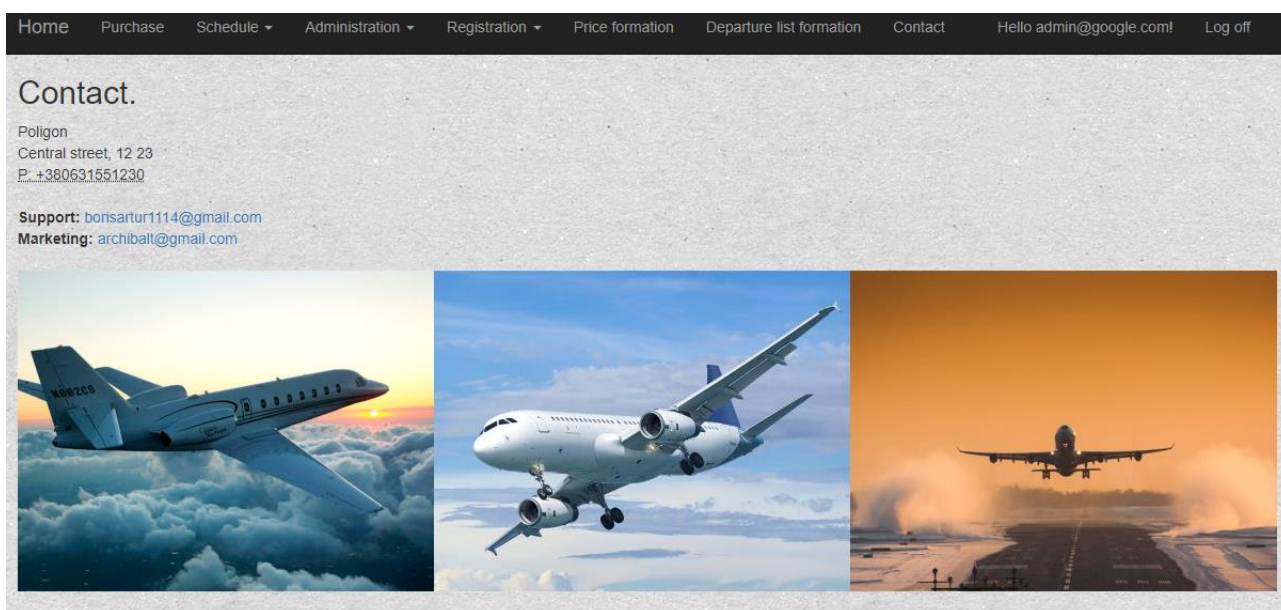 Home Purchase Schedule Administration Registration Price formation Departure list formation Contact Hello admin@google.com! Log off
Contact.
Poligon
Central street, 12 23
P: +380631551230
Support: borisartur1114@gmail.com
Marketing: archibalt@gmail.com